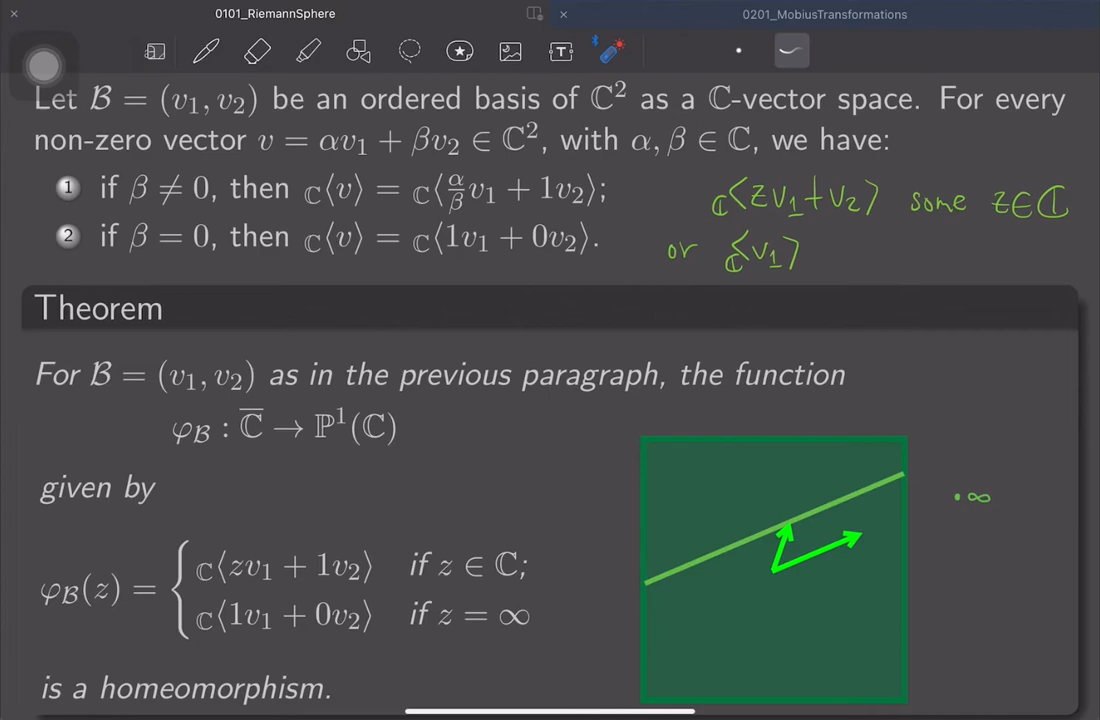 0101_RiemannSphere
0201_MobiusTransformations
T
Let ℬ = (v₁, v₂) be an ordered basis of ℂ² as a ℂ-vector space. For every
non-zero vector v = αv₁ + βv₂ ∈ ℂ², with α, β ∈ ℂ, we have:
1 if β ≠ 0, then ℂ⟨v⟩ = ℂ⟨α/β v₁ + 1v₂⟩;
ℂ⟨zv₁+v₂⟩ some z∈ℂ
2 if β = 0, then ℂ⟨v⟩ = ℂ⟨1v₁ + 0v₂⟩.
or ℂ⟨v₁⟩
Theorem
For ℬ = (v₁, v₂) as in the previous paragraph, the function
φ_ℬ : ℂ̅ → ℙ¹(ℂ)
given by
·∞
φ_ℬ(z) = { ℂ⟨zv₁ + 1v₂⟩ if z ∈ ℂ;
ℂ⟨1v₁ + 0v₂⟩ if z = ∞
is a homeomorphism.